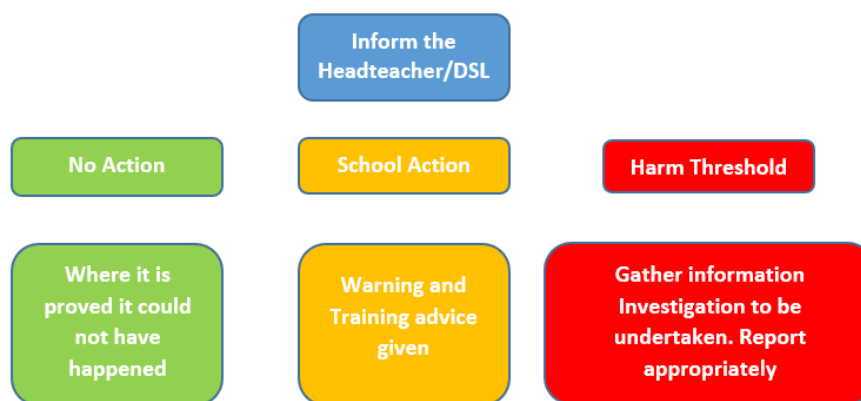 Inform the
Headteacher/DSL
No Action
School Action
Harm Threshold
Where it is
proved it could
not have
happened
Warning and
Training advice
given
Gather information
Investigation to be
undertaken. Report
appropriately